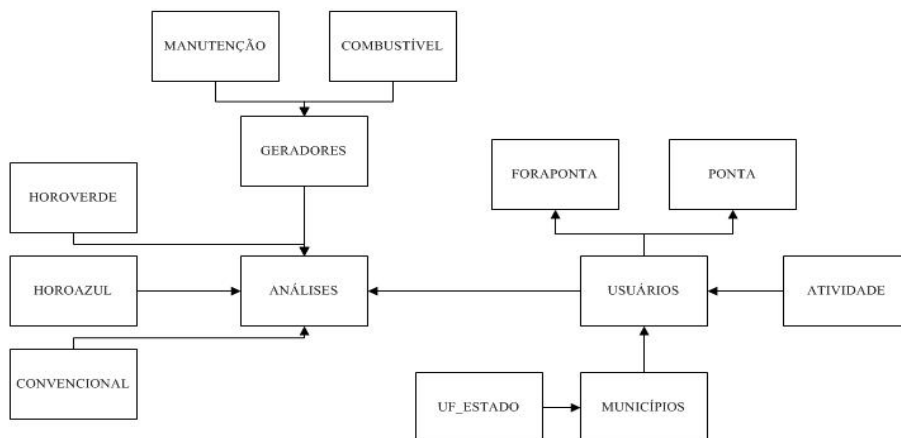 MANUTENÇÃO
COMBUSTÍVEL
GERADORES
FORAPONTA
PONTA
HOROVERDE
HOROAZUL
ANÁLISES
USUÁRIOS
ATIVIDADE
CONVENCIONAL
UF_ESTADO
MUNICÍPIOS